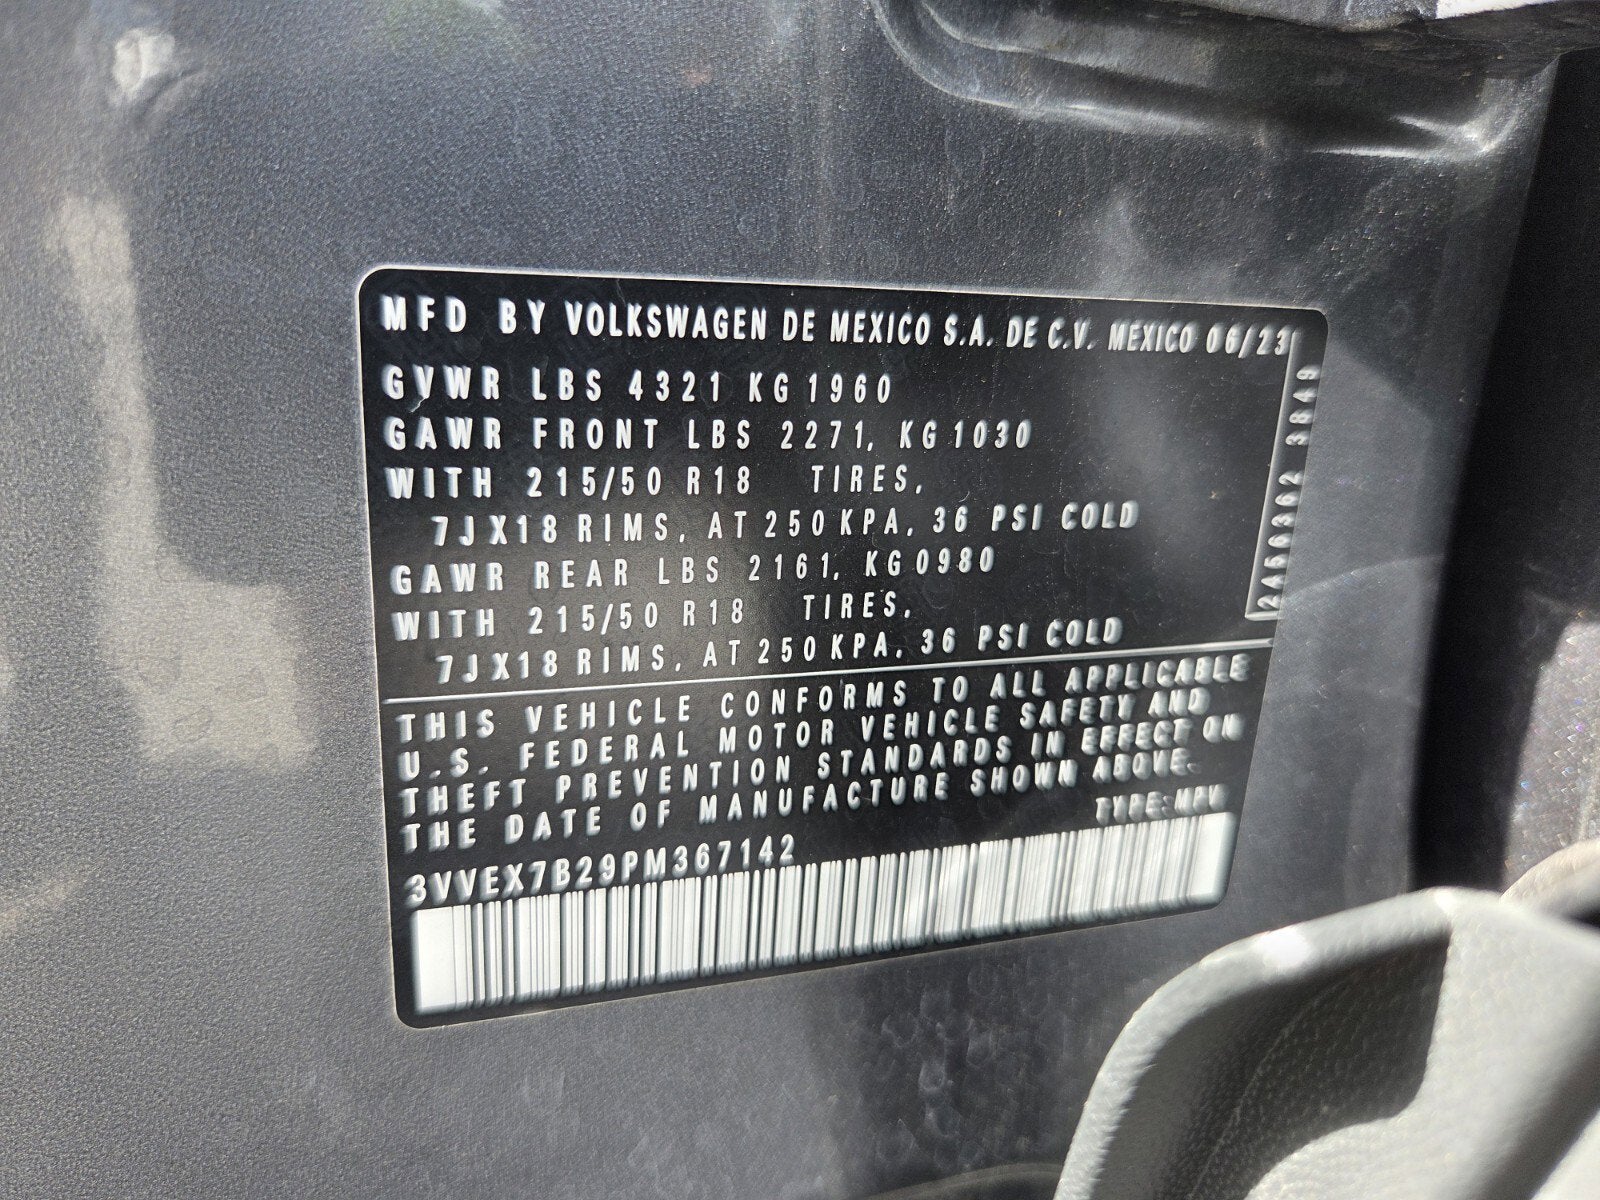 MFD BY VOLKSWAGEN DE MEXICO S.A. DE C.V. MEXICO 06/23
GVWR LBS 4321 KG 1960
GAWR FRONT LBS 2271, KG 1030
WITH 215/50 R18 TIRES,
7JX18 RIMS, AT 250 KPA, 36 PSI COLD
GAWR REAR LBS 2161, KG 0980
WITH 215/50 R18 TIRES,
7JX18 RIMS, AT 250 KPA, 36 PSI COLD
THIS VEHICLE CONFORMS TO ALL APPLICABLE
U.S. FEDERAL MOTOR VEHICLE SAFETY AND
THEFT PREVENTION STANDARDS IN EFFECT ON
THE DATE OF MANUFACTURE SHOWN ABOVE.
TYPE: MPV
3VVEX7B29PM367142